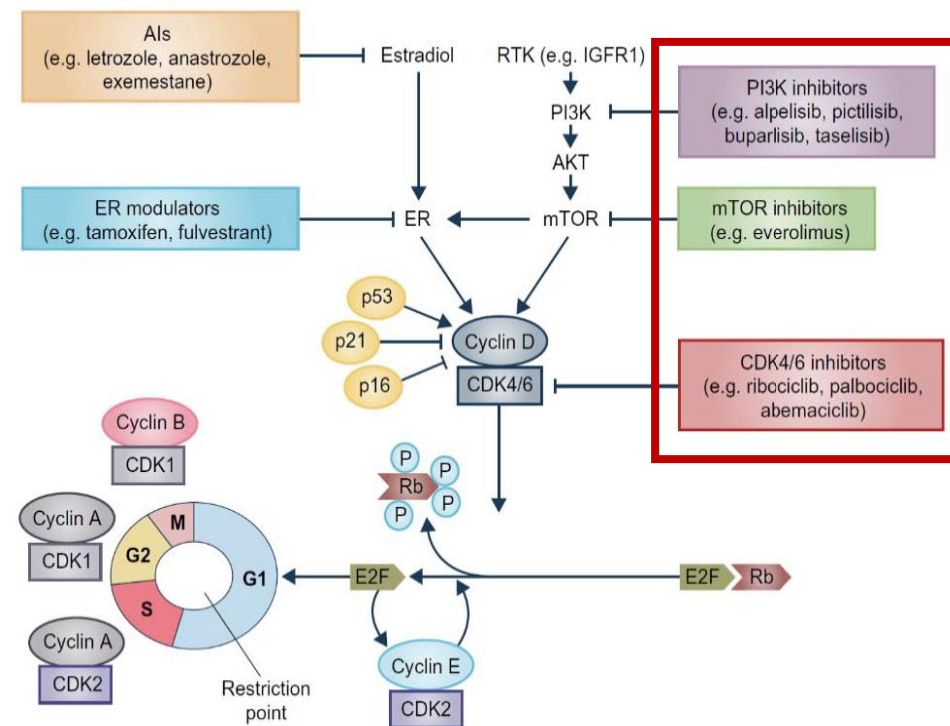 AIs
(e.g. letrozole, anastrozole,
exemestane)
Estradiol
RTK (e.g. IGFR1)
PI3K inhibitors
(e.g. alpelisib, pictilisib,
buparlisib, taselisib)
PI3K
AKT
ER modulators
(e.g. tamoxifen, fulvestrant)
ER
mTOR
mTOR inhibitors
(e.g. everolimus)
p53
p21
p16
Cyclin D
CDK4/6
CDK4/6 inhibitors
(e.g. ribociclib, palbociclib,
abemaciclib)
Cyclin B
CDK1
P
P
Rb
P
P
Cyclin A
CDK1
M
G2
G1
S
E2F
E2F
Rb
Cyclin A
CDK2
Cyclin E
CDK2
Restriction
point